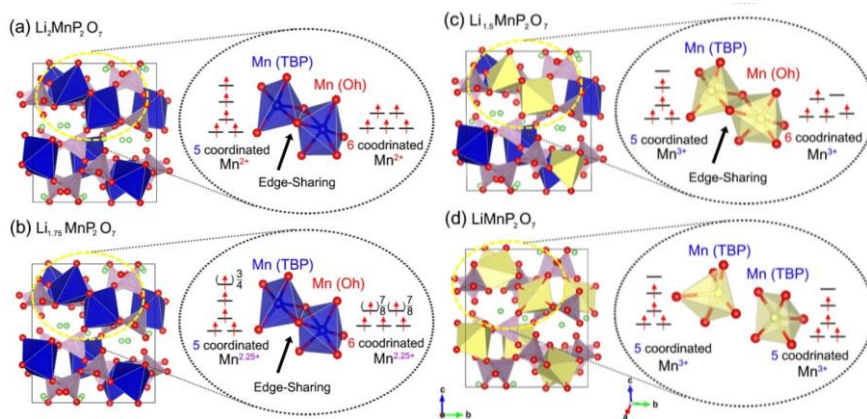 (a) Li₂MnP₂O₇
Mn (TBP)
Mn (Oh)
5 coordinated
Mn²⁺
6 coodrinated
Mn²⁺
Edge-Sharing
(b) Li₁.₇₅MnP₂O₇
Mn (TBP)
Mn (Oh)
( ) 3/4
( ) 7/8 ( ) 7/8
5 coordinated
Mn²·²⁵⁺
6 coordinated
Mn²·²⁵⁺
Edge-Sharing
(c) Li₁.₅MnP₂O₇
Mn (TBP)
Mn (Oh)
5 coordinated
Mn³⁺
6 coodrinated
Mn³⁺
Edge-Sharing
(d) LiMnP₂O₇
Mn (TBP)
Mn (TBP)
5 coordinated
Mn³⁺
5 coodrinated
Mn³⁺
c
b
c
b
a